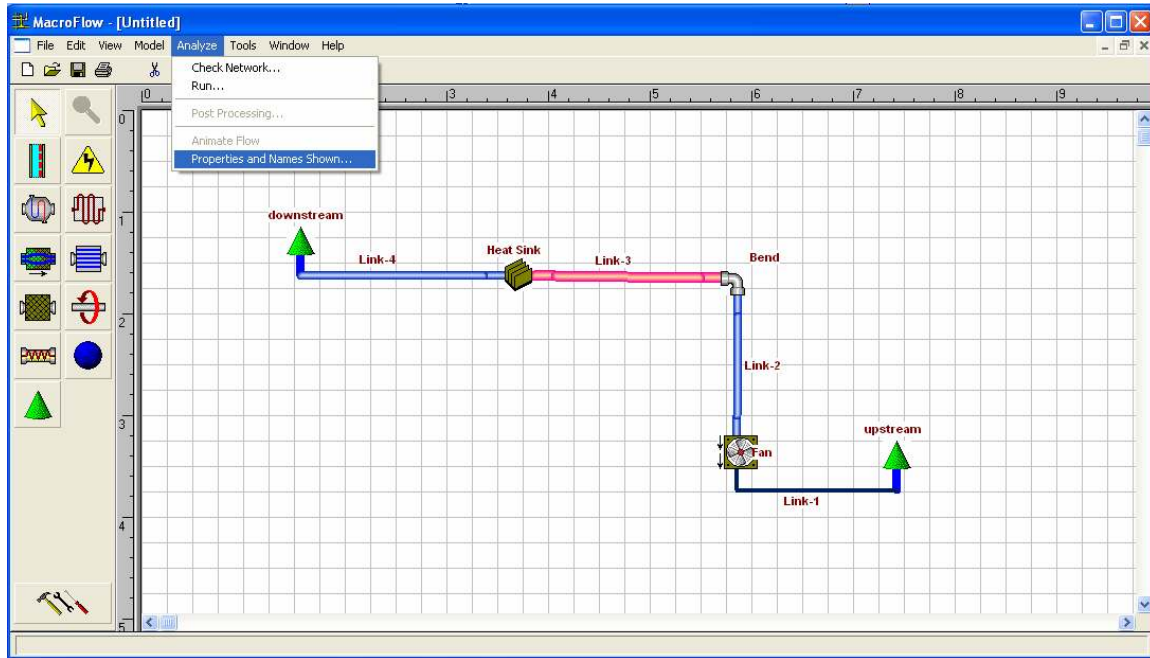 MacroFlow - [Untitled]
File Edit View Model Analyze Tools Window Help
Check Network...
Run...
Post Processing...
Animate Flow
Properties and Names Shown...
0 3 4 5 6 7 8 9
0
1
2
3
4
5
downstream
Link-4
Heat Sink
Link-3
Bend
Link-2
Fan
upstream
Link-1